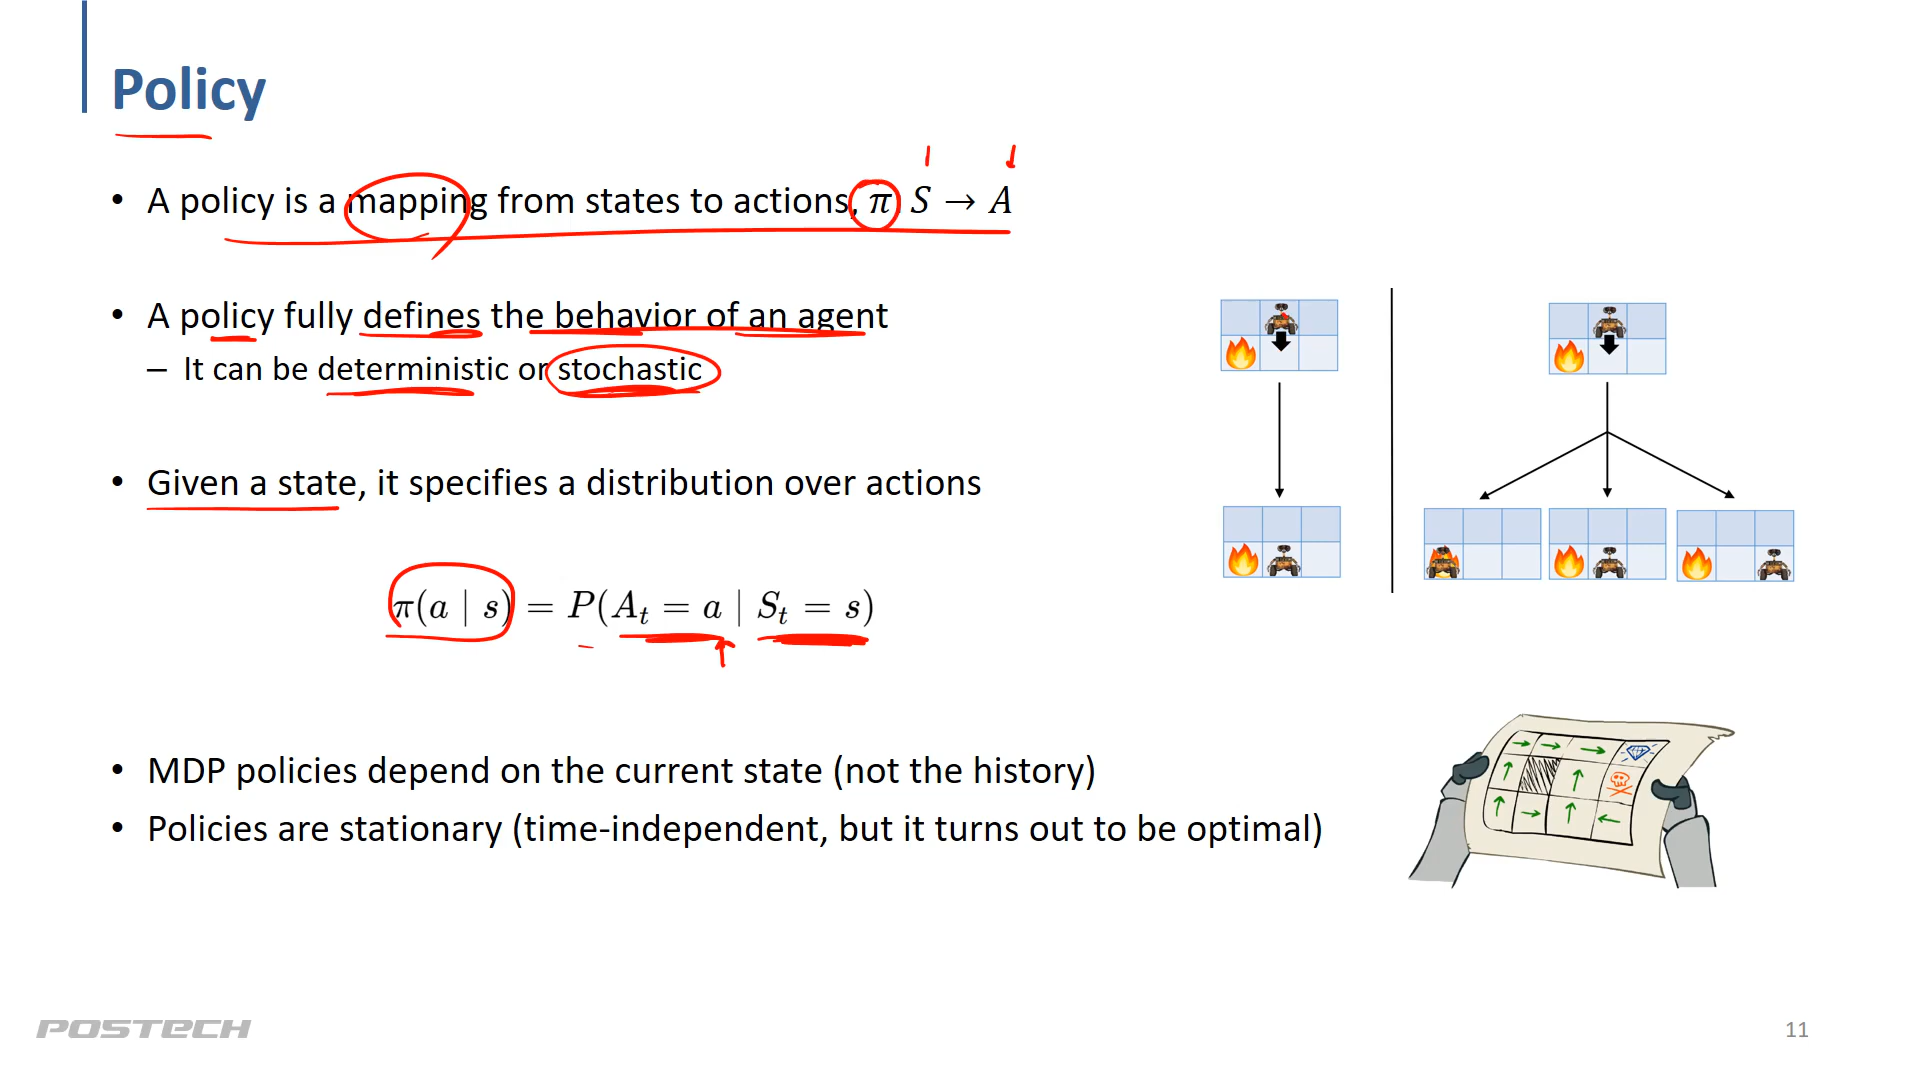 Policy
• A policy is a mapping from states to actions, π: S → A
• A policy fully defines the behavior of an agent
– It can be deterministic or stochastic
• Given a state, it specifies a distribution over actions
π(a | s) = P(Aₜ = a | Sₜ = s)
• MDP policies depend on the current state (not the history)
• Policies are stationary (time-independent, but it turns out to be optimal)
POSTECH
11